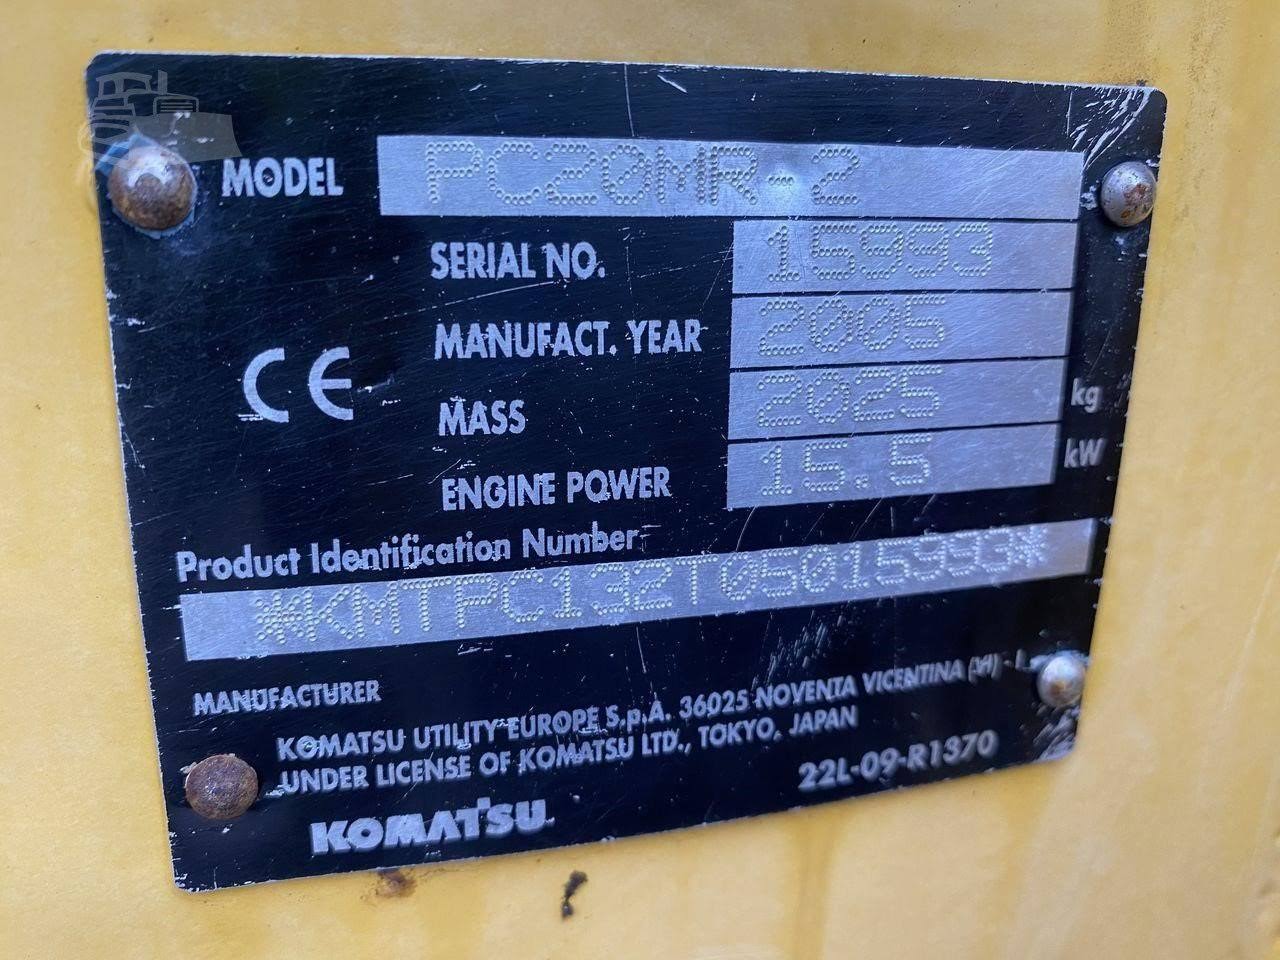 MODEL PC20MR-2
SERIAL NO. 15993
MANUFACT. YEAR 2005
MASS 2025 kg
ENGINE POWER 15.5 kW
CE
Product Identification Number
*KMTPC132T05015993*
MANUFACTURER
KOMATSU UTILITY EUROPE S.p.A. 36025 NOVENTA VICENTINA (VI) - I
UNDER LICENSE OF KOMATSU LTD., TOKYO, JAPAN
22L-09-R1370
KOMATSU